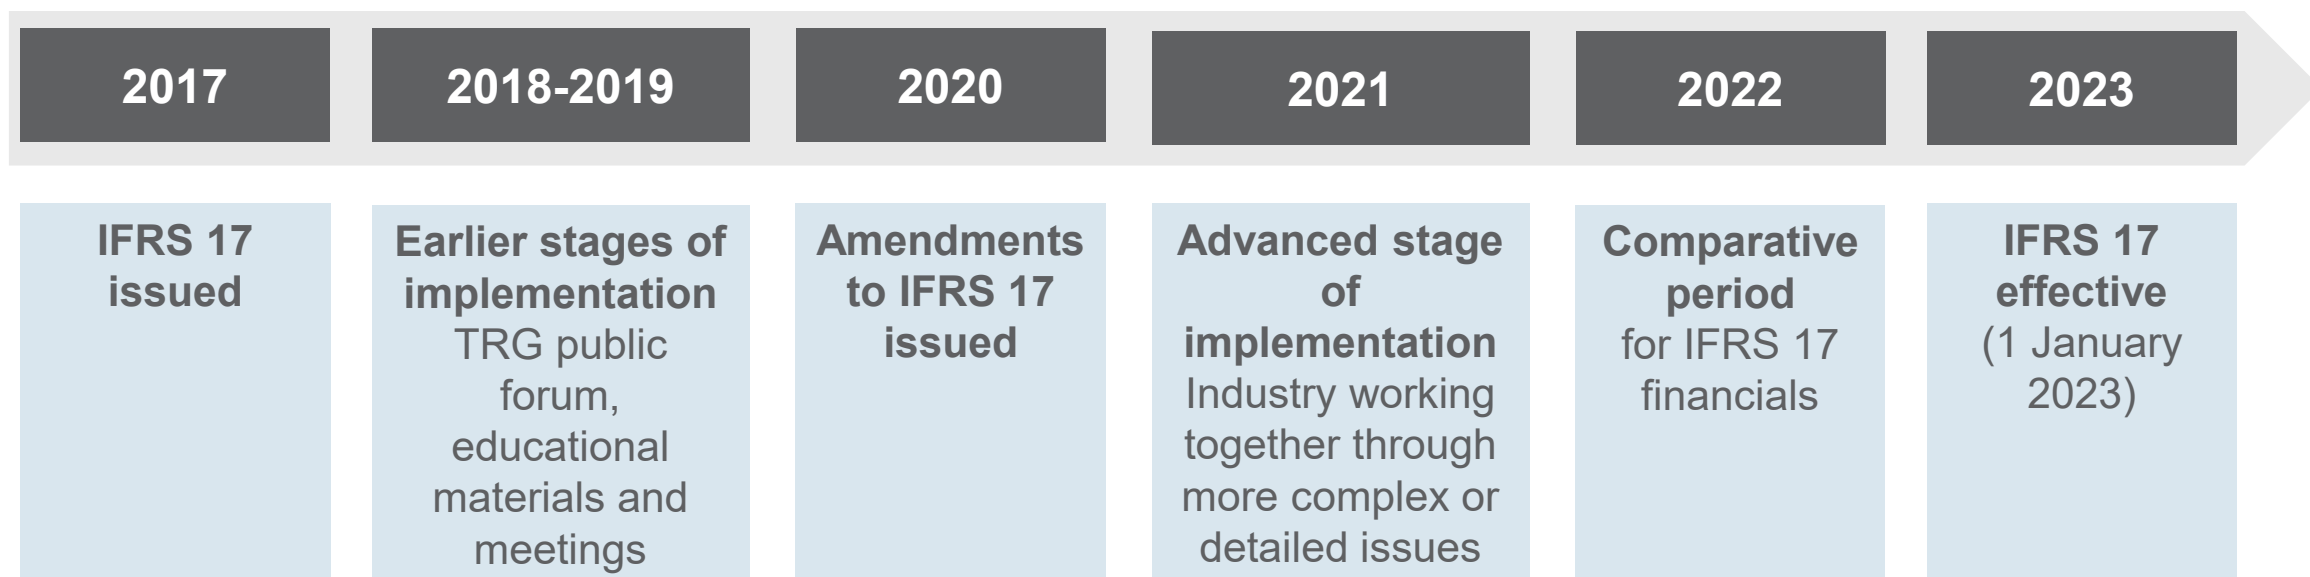 2017
2018-2019
2020
2021
2022
2023
IFRS 17
issued
Earlier stages of
implementation
TRG public
forum,
educational
materials and
meetings
Amendments
to IFRS 17
issued
Advanced stage
of
implementation
Industry working
together through
more complex or
detailed issues
Comparative
period
for IFRS 17
financials
IFRS 17
effective
(1 January
2023)